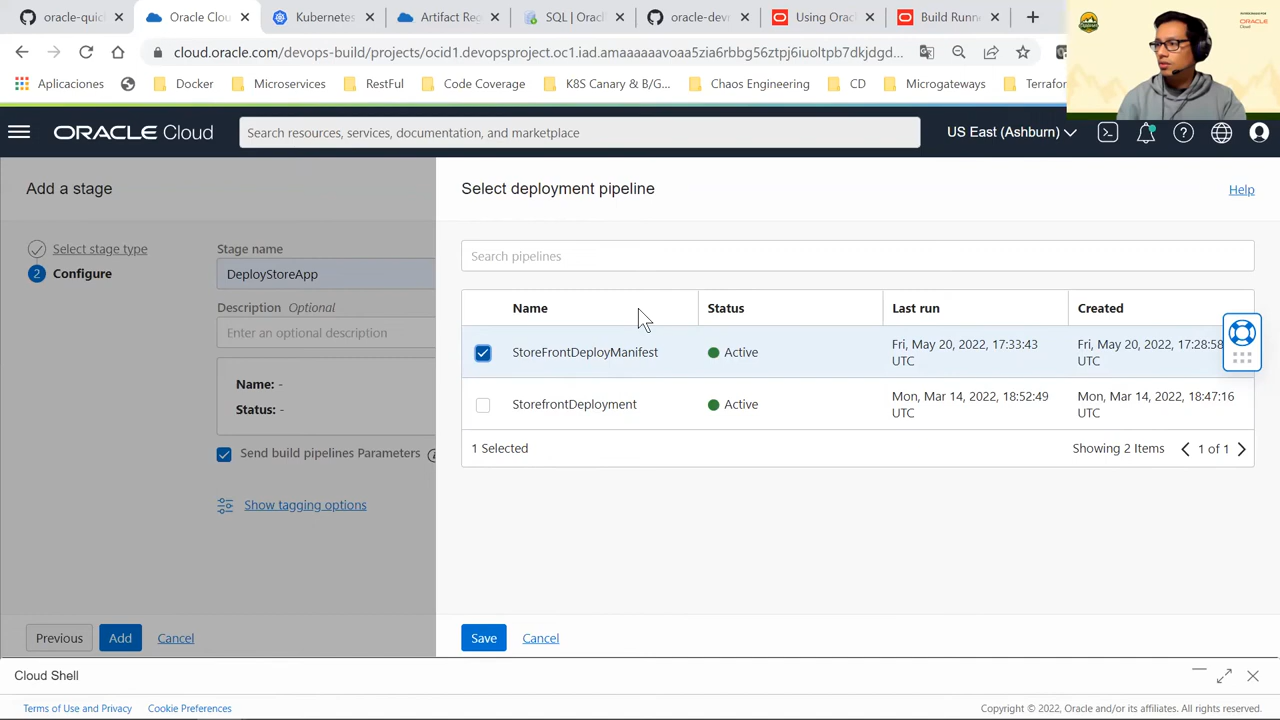 oracle-quic
Oracle Clou
Kubernetes
Artifact Reg
Oracl
oracle-dev
Using Orac
Build Runn
cloud.oracle.com/devops-build/projects/ocid1.devopsproject.oc1.iad.amaaaaaavoaa5zia6rbbg56ztpj6iuoltpb7dkjdgd...
Aplicaciones
Docker
Microservices
RestFul
Code Coverage
K8S Canary & B/G...
Chaos Engineering
CD
Microgateways
Terrafo
ORACLE Cloud
Search resources, services, documentation, and marketplace
US East (Ashburn)
Add a stage
Select deployment pipeline
Help
Select stage type
2 Configure
Stage name
DeployStoreApp
Description Optional
Enter an optional description
Name: -
Status: -
Send build pipelines Parameters
Show tagging options
Previous
Add
Cancel
Search pipelines
Name
Status
Last run
Created
StoreFrontDeployManifest
Active
Fri, May 20, 2022, 17:33:43
UTC
Fri, May 20, 2022, 17:28:58
UTC
StorefrontDeployment
Active
Mon, Mar 14, 2022, 18:52:49
UTC
Mon, Mar 14, 2022, 18:47:16
UTC
1 Selected
Showing 2 Items
1 of 1
Save
Cancel
Cloud Shell
Terms of Use and Privacy
Cookie Preferences
Copyright © 2022, Oracle and/or its affiliates. All rights reserved.
ORACLE
Cloud